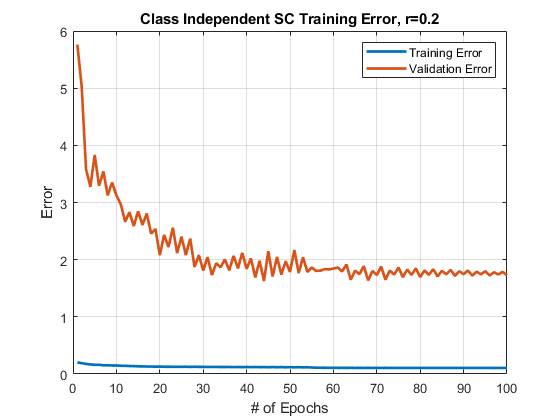 Class Independent SC Training Error, r=0.2
Training Error
Validation Error
6
5
4
3
2
1
0
Error
0 10 20 30 40 50 60 70 80 90 100
# of Epochs